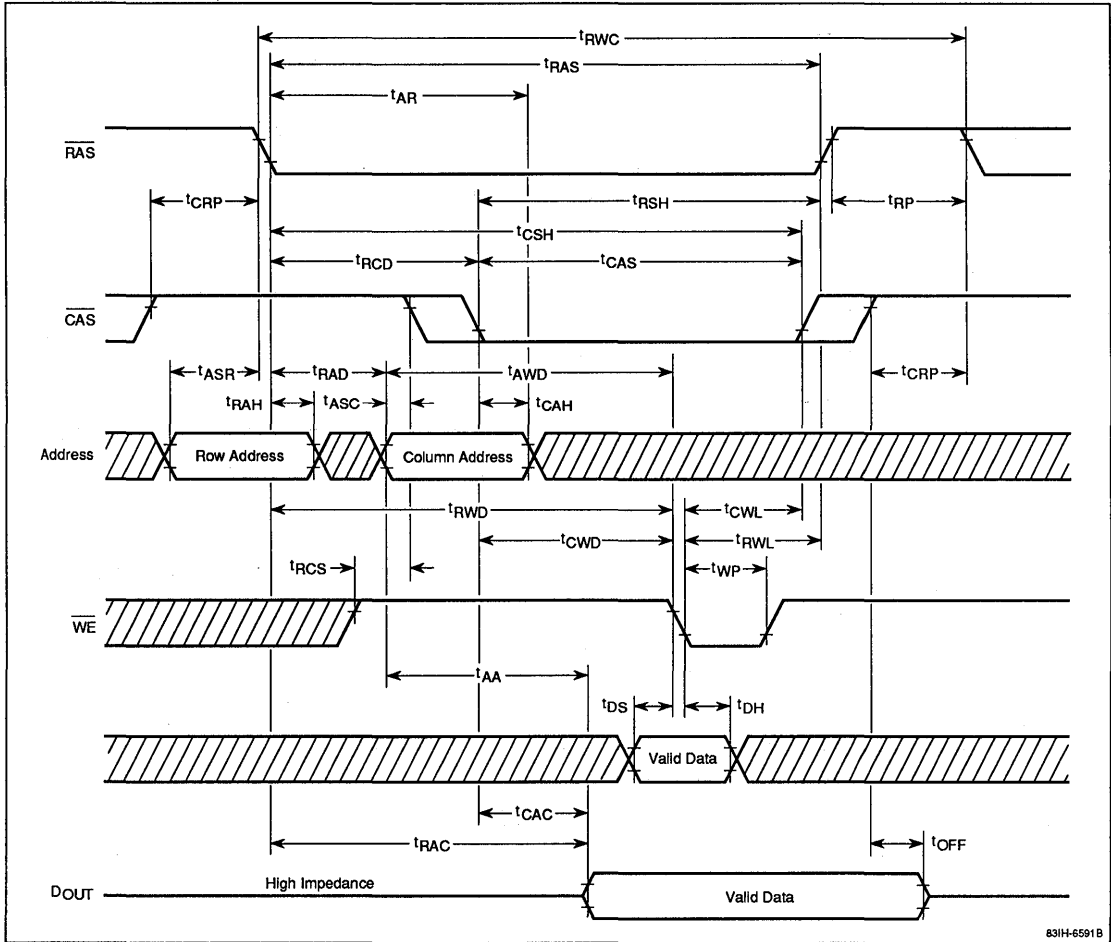 tRWC
tRAS
tAR
RAS
tCRP
tRSH
tRP
tCSH
tRCD
tCAS
CAS
tASR
tRAD
tAWD
tCRP
tRAH
tASC
tCAH
Address
Row Address
Column Address
tRWD
tCWL
tCWD
tRWL
tRCS
tWP
WE
tAA
tDS
tDH
Valid Data
tCAC
tRAC
tOFF
High Impedance
DOUT
Valid Data
83IH-6591B